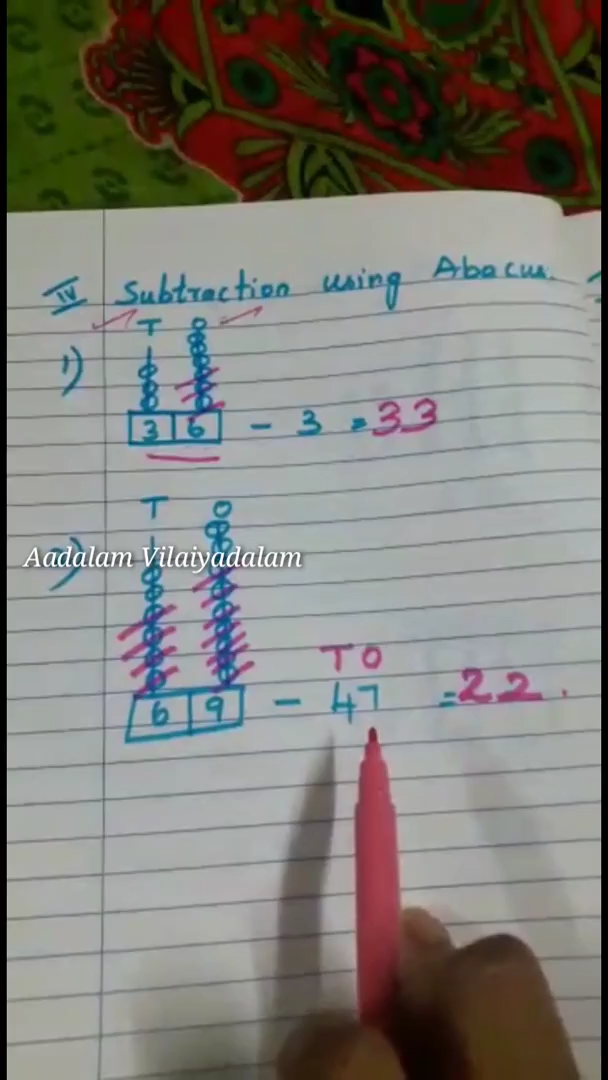 IV Subtraction using Abacus.
T O
1)
3 6 - 3 = 33
T O
Aadalam Vilaiyadalam
2)
T O
6 9 - 47 = 22.